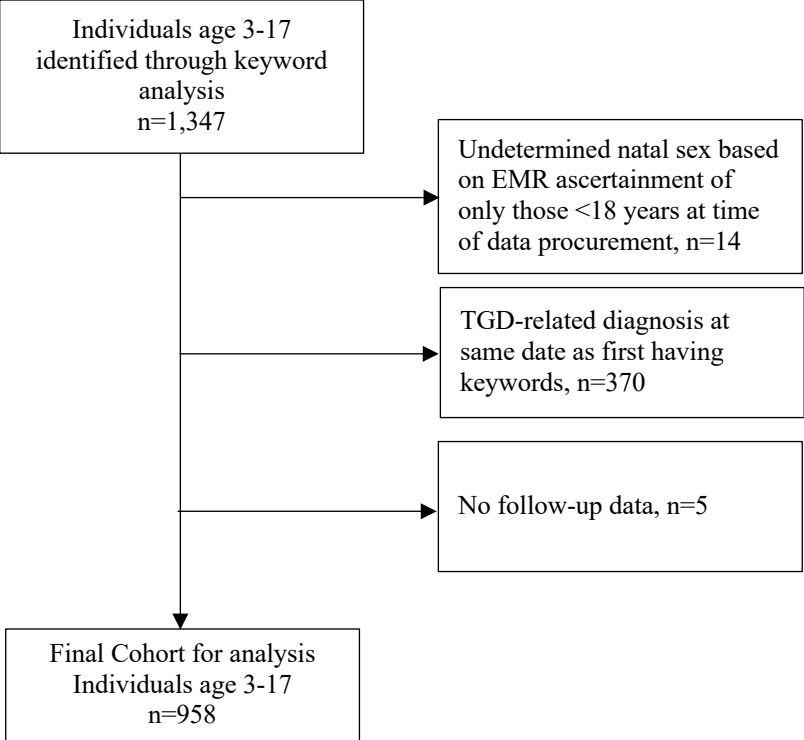 Individuals age 3-17
identified through keyword
analysis
n=1,347
Undetermined natal sex based
on EMR ascertainment of
only those <18 years at time
of data procurement, n=14
TGD-related diagnosis at
same date as first having
keywords, n=370
No follow-up data, n=5
Final Cohort for analysis
Individuals age 3-17
n=958